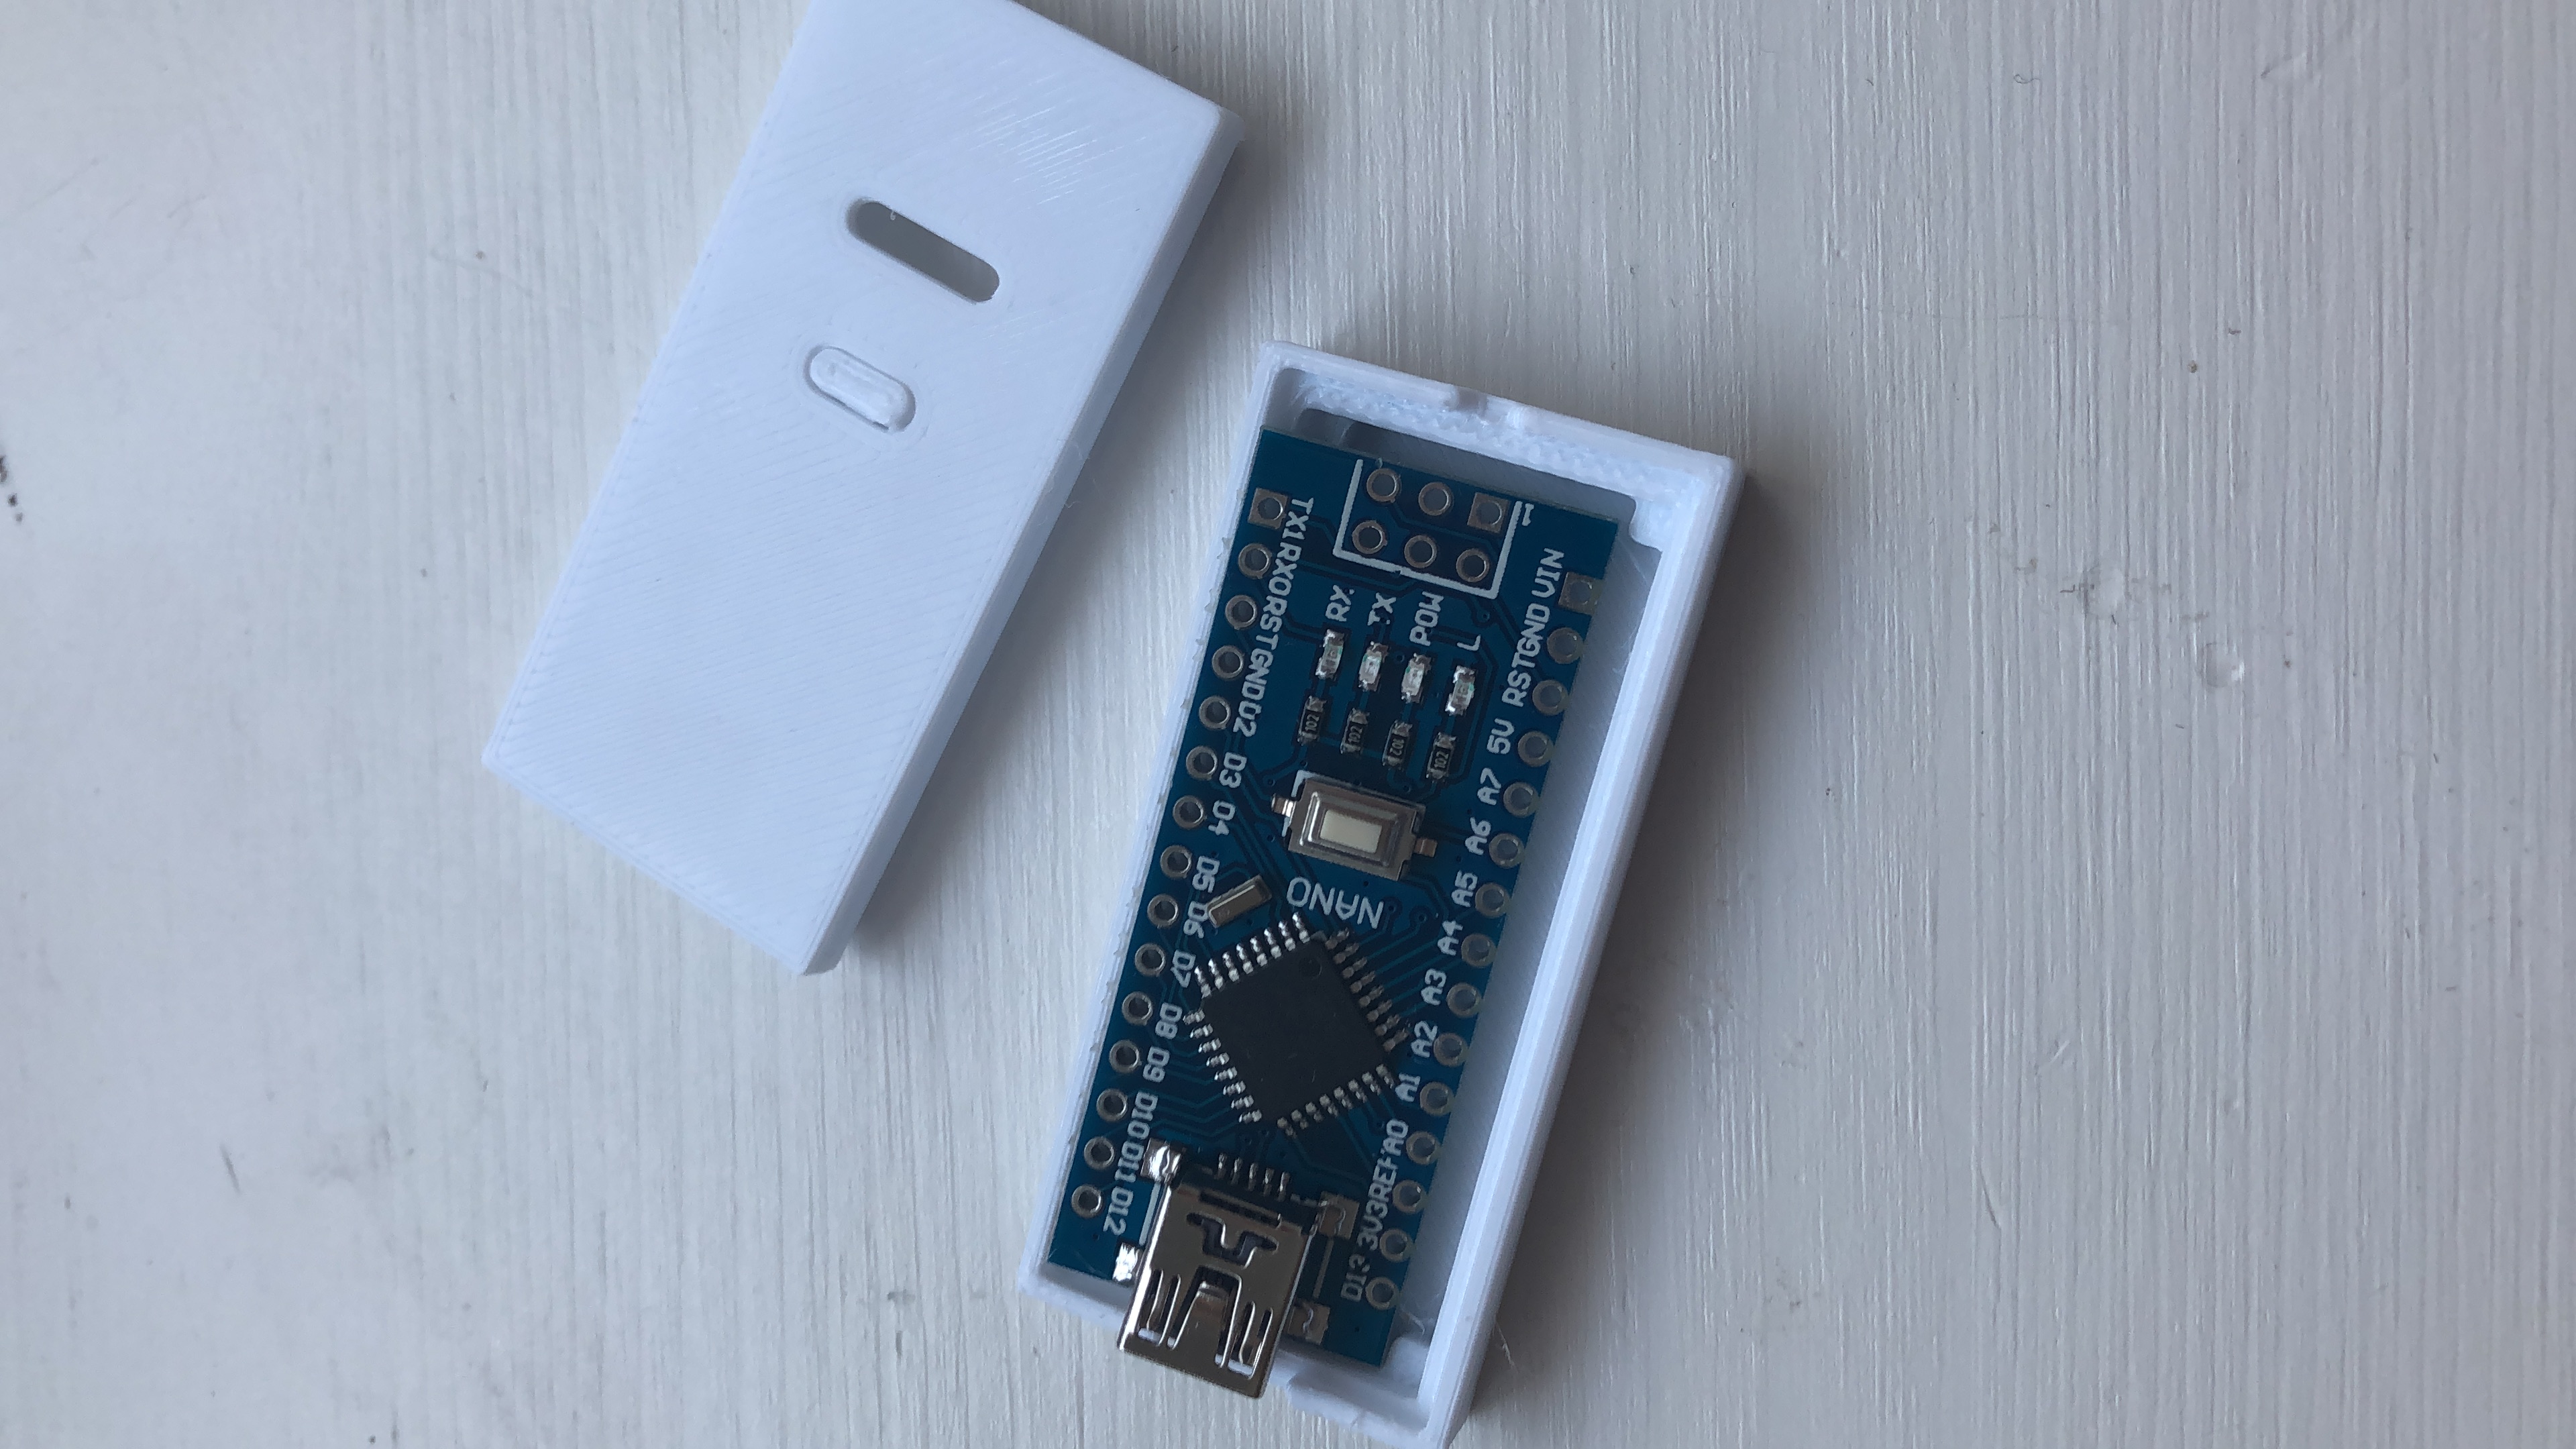 D12 D11 D10 D9 D8 D7 D6 D5 D4 D3 D2 GND RST RX0 TX1
NANO
102 RX
102 TX
102 POW
102 L
D13 3V3 REF A0 A1 A2 A3 A4 A5 A6 A7 5V RST GND VIN
1